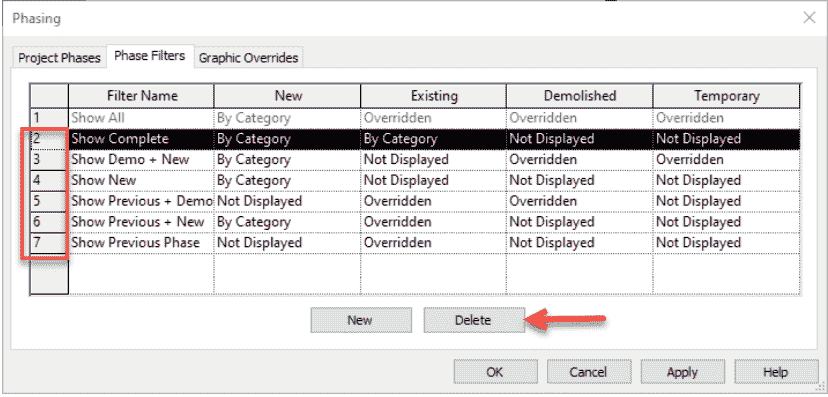 Phasing
Project Phases Phase Filters Graphic Overrides
Filter Name New Existing Demolished Temporary
1 Show All By Category Overridden Overridden Overridden
2 Show Complete By Category By Category Not Displayed Not Displayed
3 Show Demo + New By Category Not Displayed Overridden Overridden
4 Show New By Category Not Displayed Not Displayed Not Displayed
5 Show Previous + Demo Not Displayed Overridden Overridden Not Displayed
6 Show Previous + New By Category Overridden Not Displayed Not Displayed
7 Show Previous Phase Not Displayed Overridden Not Displayed Not Displayed
New Delete
OK Cancel Apply Help